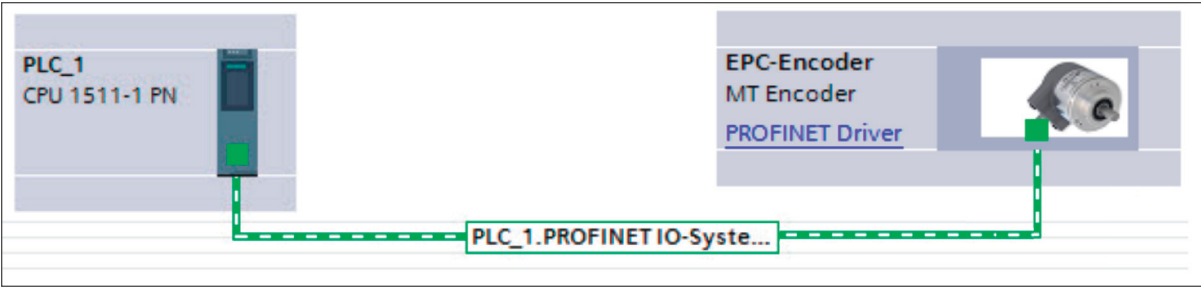 PLC_1
CPU 1511-1 PN
EPC-Encoder
MT Encoder
PROFINET Driver
PLC_1.PROFINET IO-Syste...